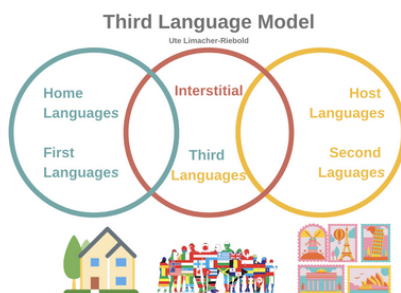 Third Language Model
Ute Limacher-Riebold
Home
Languages
First
Languages
Interstitial
Third
Languages
Host
Languages
Second
Laguages